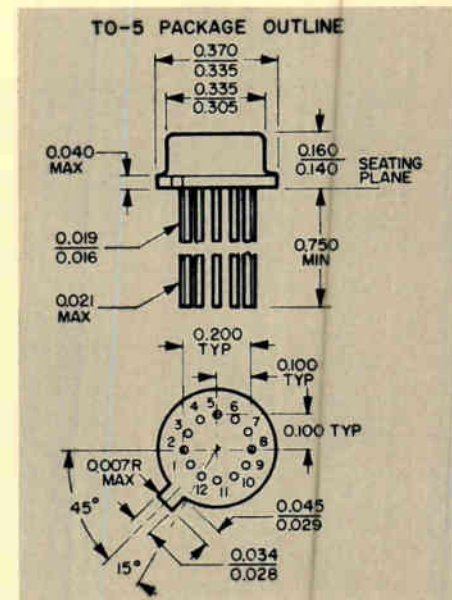 TO-5 PACKAGE OUTLINE
0.370
0.335
0.335
0.305
0.040
MAX
0.160
0.140
SEATING
PLANE
0.019
0.016
0.750
MIN
0.021
MAX
0.200
TYP
0.100
TYP
0.100 TYP
1
2
3
4
5
6
7
8
9
10
11
12
0.007R
MAX
45°
15°
0.045
0.029
0.034
0.028